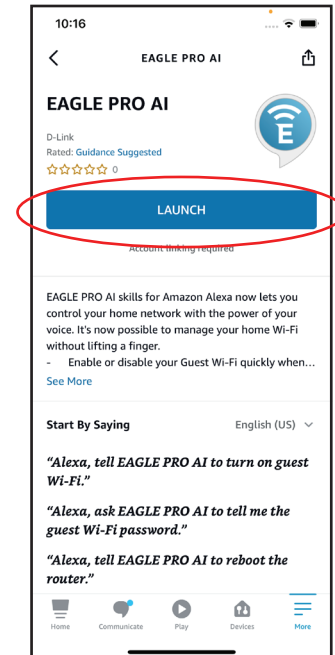 10:16
EAGLE PRO AI
EAGLE PRO AI
D-Link
Rated: Guidance Suggested
0
E
LAUNCH
Account linking required
EAGLE PRO AI skills for Amazon Alexa now lets you
control your home network with the power of your
voice. It's now possible to manage your home Wi-Fi
without lifting a finger.
- Enable or disable your Guest Wi-Fi quickly when...
See More
Start By Saying English (US)
“Alexa, tell EAGLE PRO AI to turn on guest
Wi-Fi.”
“Alexa, ask EAGLE PRO AI to tell me the
guest Wi-Fi password.”
“Alexa, tell EAGLE PRO AI to reboot the
router.”
Home Communicate Play Devices More